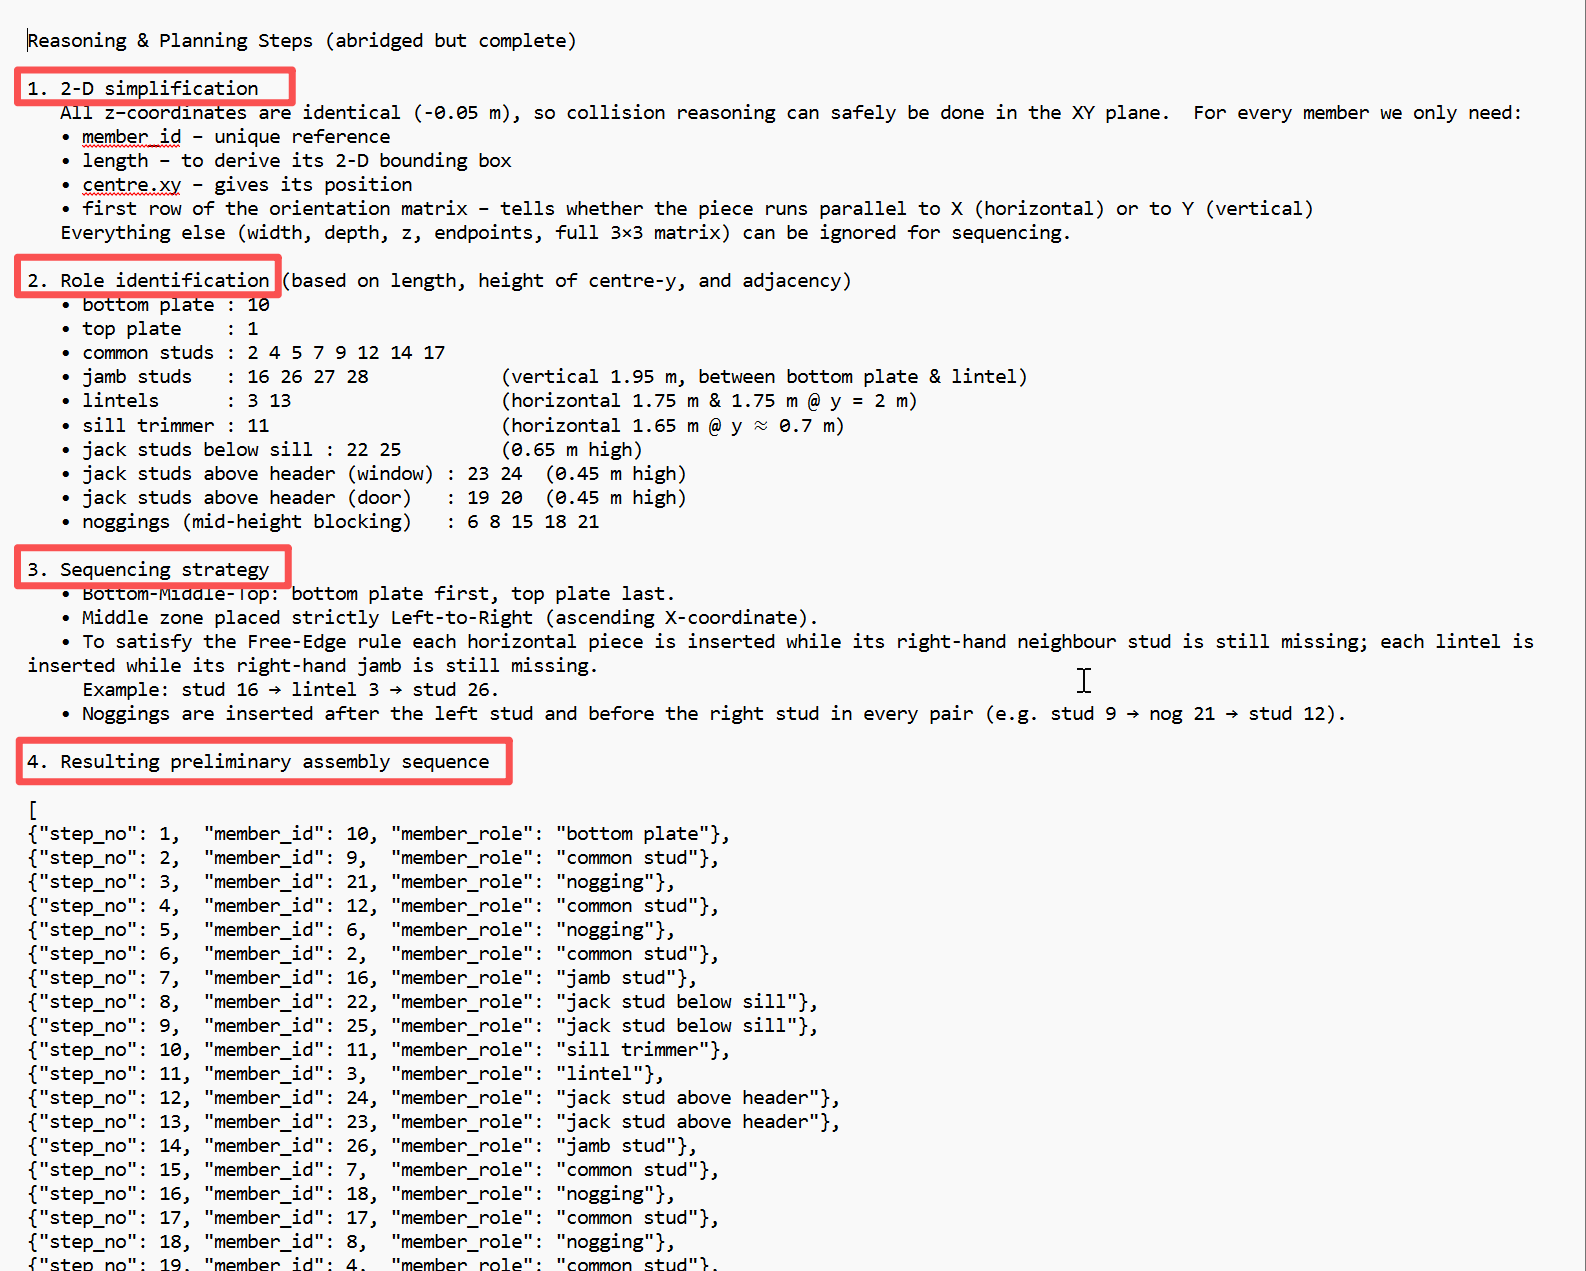 Reasoning & Planning Steps (abridged but complete)
1. 2-D simplification
All z-coordinates are identical (-0.05 m), so collision reasoning can safely be done in the XY plane.  For every member we only need:
• member_id – unique reference
• length – to derive its 2-D bounding box
• centre.xy – gives its position
• first row of the orientation matrix – tells whether the piece runs parallel to X (horizontal) or to Y (vertical)
Everything else (width, depth, z, endpoints, full 3×3 matrix) can be ignored for sequencing.
2. Role identification (based on length, height of centre-y, and adjacency)
• bottom plate : 10
• top plate    : 1
• common studs : 2 4 5 7 9 12 14 17
• jamb studs   : 16 26 27 28            (vertical 1.95 m, between bottom plate & lintel)
• lintels      : 3 13                   (horizontal 1.75 m & 1.75 m @ y = 2 m)
• sill trimmer : 11                     (horizontal 1.65 m @ y ≈ 0.7 m)
• jack studs below sill : 22 25         (0.65 m high)
• jack studs above header (window) : 23 24  (0.45 m high)
• jack studs above header (door)   : 19 20  (0.45 m high)
• noggings (mid-height blocking)   : 6 8 15 18 21
3. Sequencing strategy
• Bottom-Middle-Top: bottom plate first, top plate last.
• Middle zone placed strictly Left-to-Right (ascending X-coordinate).
• To satisfy the Free-Edge rule each horizontal piece is inserted while its right-hand neighbour stud is still missing; each lintel is
inserted while its right-hand jamb is still missing.
Example: stud 16 → lintel 3 → stud 26.
• Noggings are inserted after the left stud and before the right stud in every pair (e.g. stud 9 → nog 21 → stud 12).
4. Resulting preliminary assembly sequence
[
{"step_no": 1,  "member_id": 10, "member_role": "bottom plate"},
{"step_no": 2,  "member_id": 9,  "member_role": "common stud"},
{"step_no": 3,  "member_id": 21, "member_role": "nogging"},
{"step_no": 4,  "member_id": 12, "member_role": "common stud"},
{"step_no": 5,  "member_id": 6,  "member_role": "nogging"},
{"step_no": 6,  "member_id": 2,  "member_role": "common stud"},
{"step_no": 7,  "member_id": 16, "member_role": "jamb stud"},
{"step_no": 8,  "member_id": 22, "member_role": "jack stud below sill"},
{"step_no": 9,  "member_id": 25, "member_role": "jack stud below sill"},
{"step_no": 10, "member_id": 11, "member_role": "sill trimmer"},
{"step_no": 11, "member_id": 3,  "member_role": "lintel"},
{"step_no": 12, "member_id": 24, "member_role": "jack stud above header"},
{"step_no": 13, "member_id": 23, "member_role": "jack stud above header"},
{"step_no": 14, "member_id": 26, "member_role": "jamb stud"},
{"step_no": 15, "member_id": 7,  "member_role": "common stud"},
{"step_no": 16, "member_id": 18, "member_role": "nogging"},
{"step_no": 17, "member_id": 17, "member_role": "common stud"},
{"step_no": 18, "member_id": 8,  "member_role": "nogging"},
{"step_no": 19, "member_id": 4,  "member_role": "common stud"},